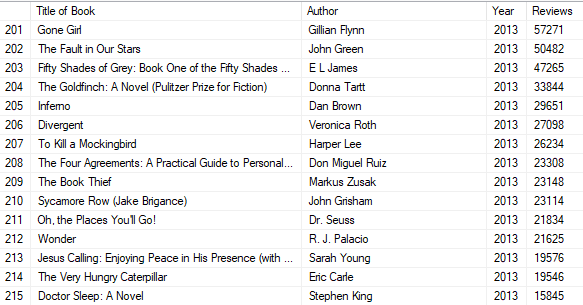 Title of Book Author Year Reviews
201 Gone Girl Gillian Flynn 2013 57271
202 The Fault in Our Stars John Green 2013 50482
203 Fifty Shades of Grey: Book One of the Fifty Shades ... E L James 2013 47265
204 The Goldfinch: A Novel (Pulitzer Prize for Fiction) Donna Tartt 2013 33844
205 Inferno Dan Brown 2013 29651
206 Divergent Veronica Roth 2013 27098
207 To Kill a Mockingbird Harper Lee 2013 26234
208 The Four Agreements: A Practical Guide to Personal... Don Miguel Ruiz 2013 23308
209 The Book Thief Markus Zusak 2013 23148
210 Sycamore Row (Jake Brigance) John Grisham 2013 23114
211 Oh, the Places You'll Go! Dr. Seuss 2013 21834
212 Wonder R. J. Palacio 2013 21625
213 Jesus Calling: Enjoying Peace in His Presence (with ... Sarah Young 2013 19576
214 The Very Hungry Caterpillar Eric Carle 2013 19546
215 Doctor Sleep: A Novel Stephen King 2013 15845